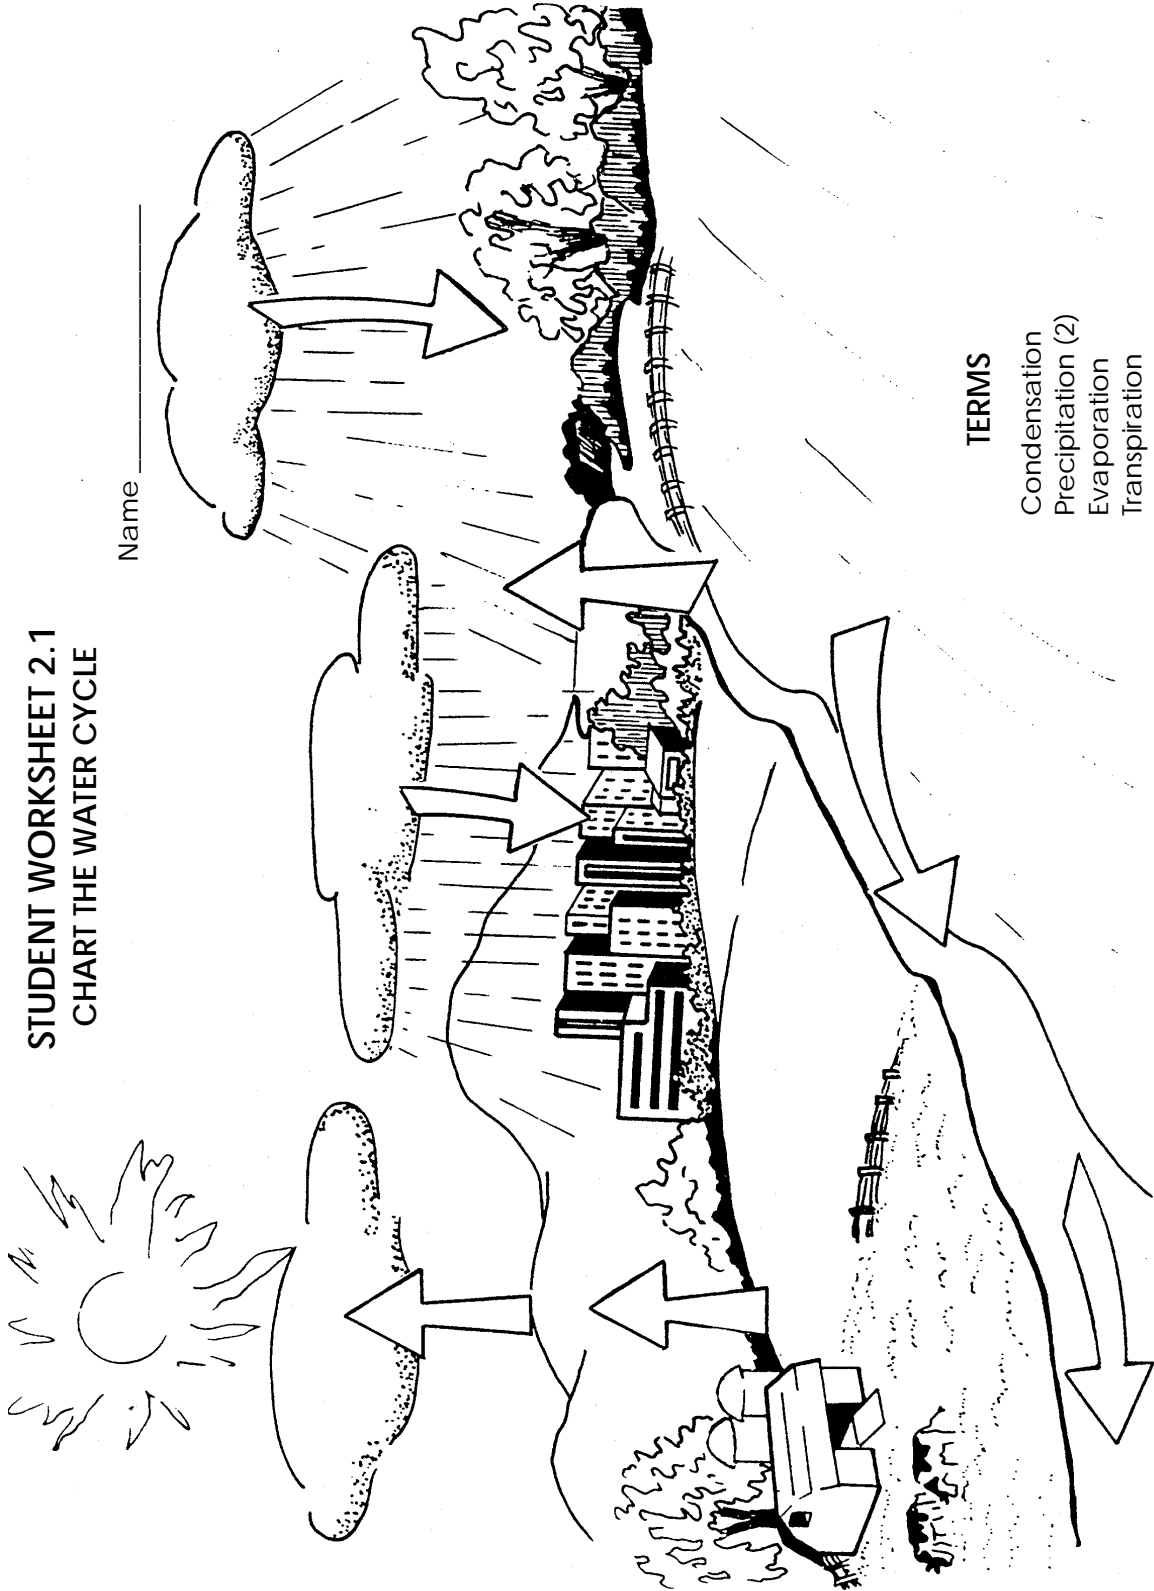 STUDENT WORKSHEET 2.1
CHART THE WATER CYCLE
Name
TERMS
Condensation
Precipitation (2)
Evaporation
Transpiration